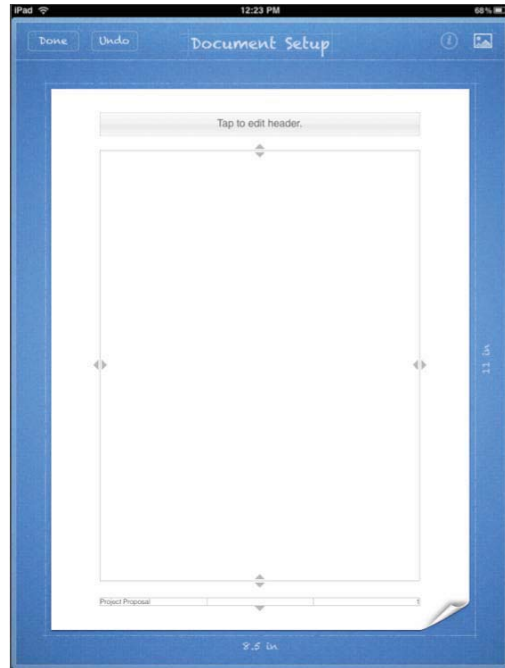 iPad 12:23 PM 68%
Done Undo Document Setup
Tap to edit header.
11 in
Project Proposal 1
8.5 in